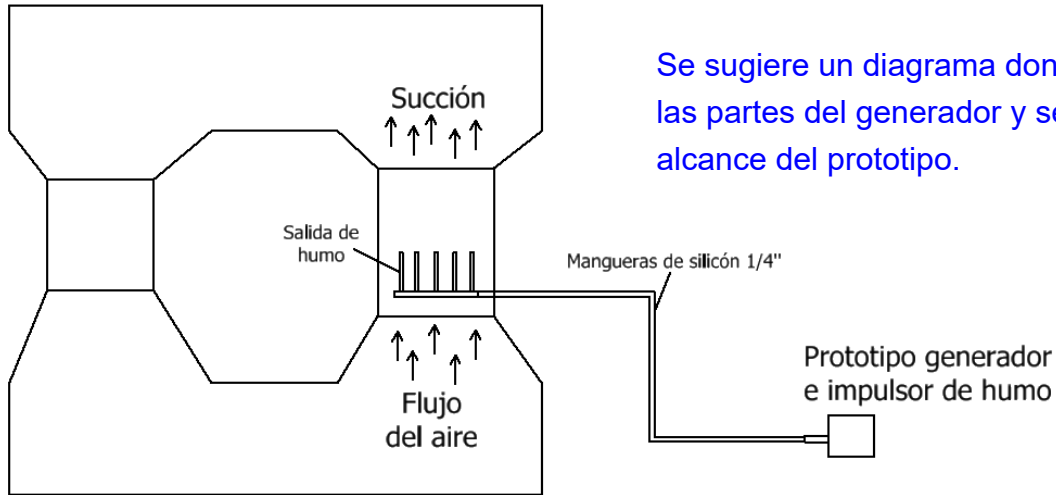 Se sugiere un diagrama don
las partes del generador y se
alcance del prototipo.
Succión
Salida de
humo
Mangueras de silicón 1/4"
Prototipo generador
e impulsor de humo
Flujo
del aire